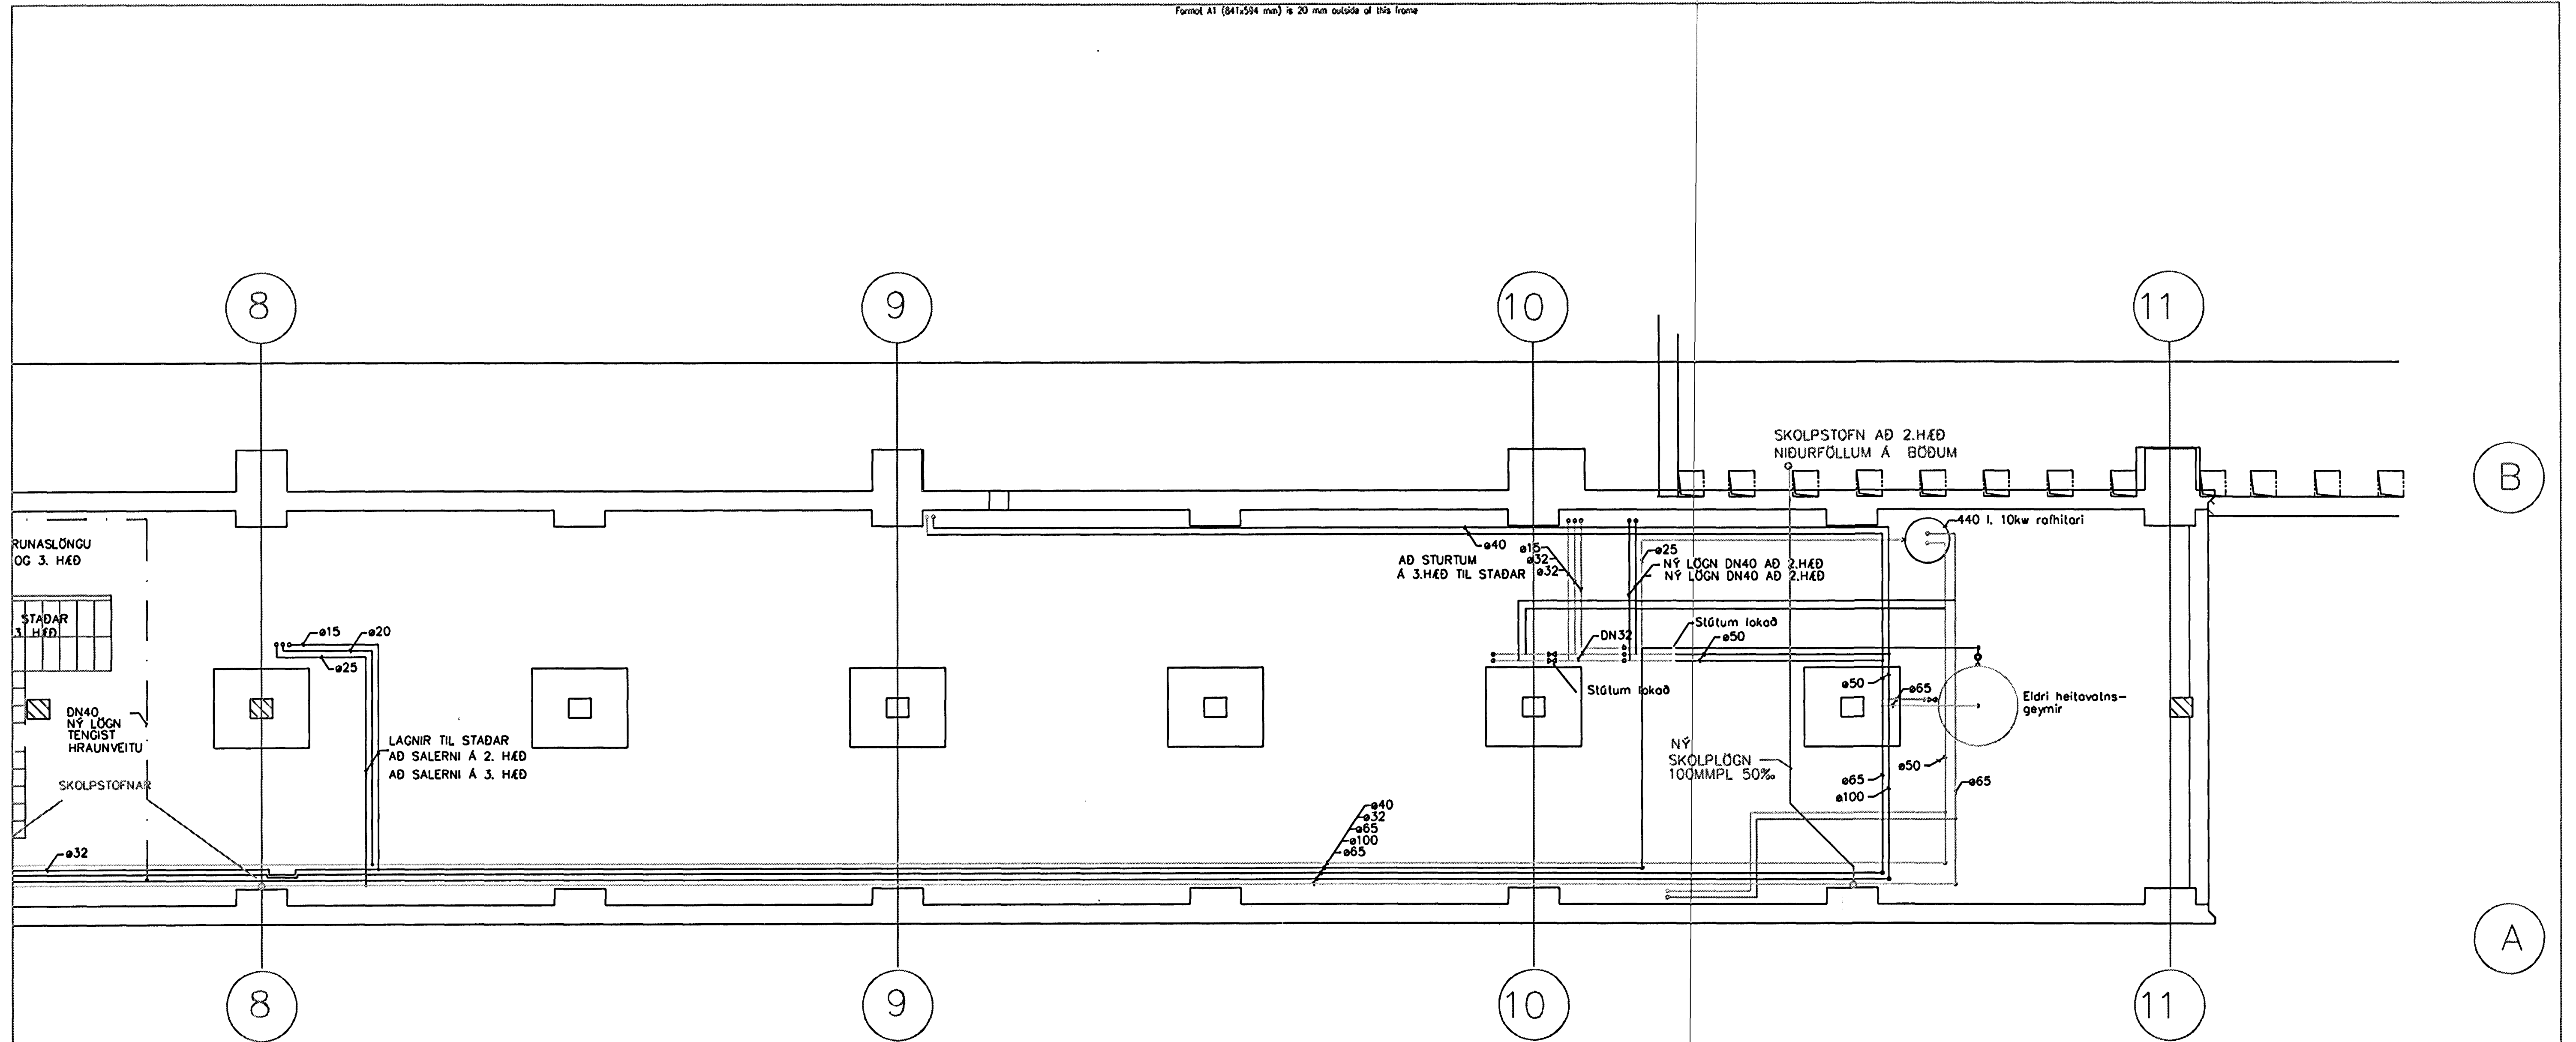 Format A1 (841x594 mm) is 20 mm outside of this frame
8
9
10
11
SKOLPSTOFN AÐ 2.HÆÐ
NIÐURFÖLLUM Á BÖÐUM
B
RUNASLÖNGU
OG 3. HÆÐ
STAÐAR
3 HÆÐ
ø15
ø20
ø25
DN40
NÝ LÖGN
TENGIST
HRAUNVEITU
LAGNIR TIL STAÐAR
AÐ SALERNI Á 2. HÆÐ
AÐ SALERNI Á 3. HÆÐ
SKOLPSTOFNAR
ø32
ø40
AÐ STURTUM
Á 3.HÆÐ TIL STAÐAR
ø15
ø32
ø32
ø25
NÝ LÖGN DN40 AÐ 2.HÆÐ
NÝ LÖGN DN40 AÐ 2.HÆÐ
440 l. 10kw rafhitari
Stútum lokað
DN32
ø50
Stútum lokað
ø50
ø65
Eldri heitavatns-
geymir
NÝ
SKOLPLÖGN
100MMPL 50‰
ø50
ø65
ø65
ø100
ø40
ø32
ø65
ø100
ø65
A
8
9
10
11